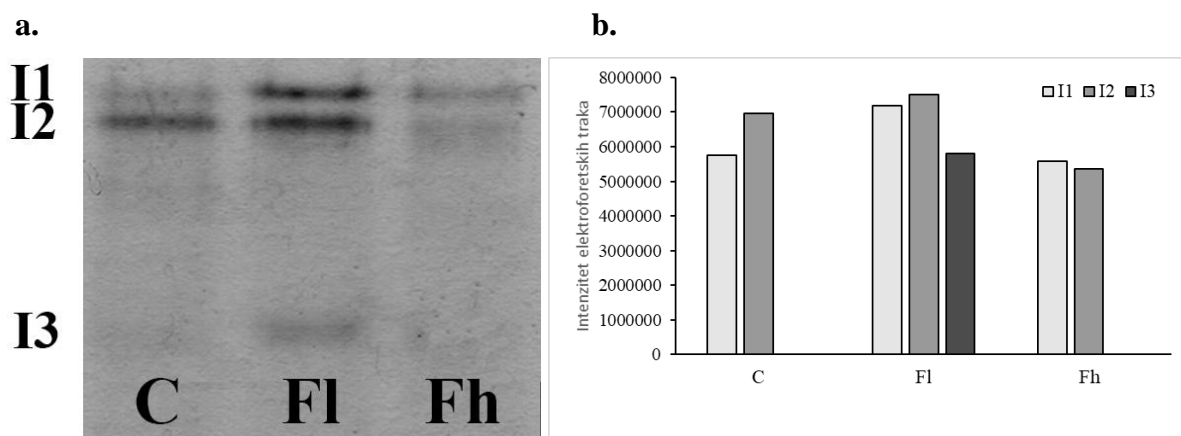 a.
I1
I2
I3
C Fl Fh
b.
Intenzitet elektroforetskih traka
8000000
7000000
6000000
5000000
4000000
3000000
2000000
1000000
0
I1 I2 I3
C Fl Fh